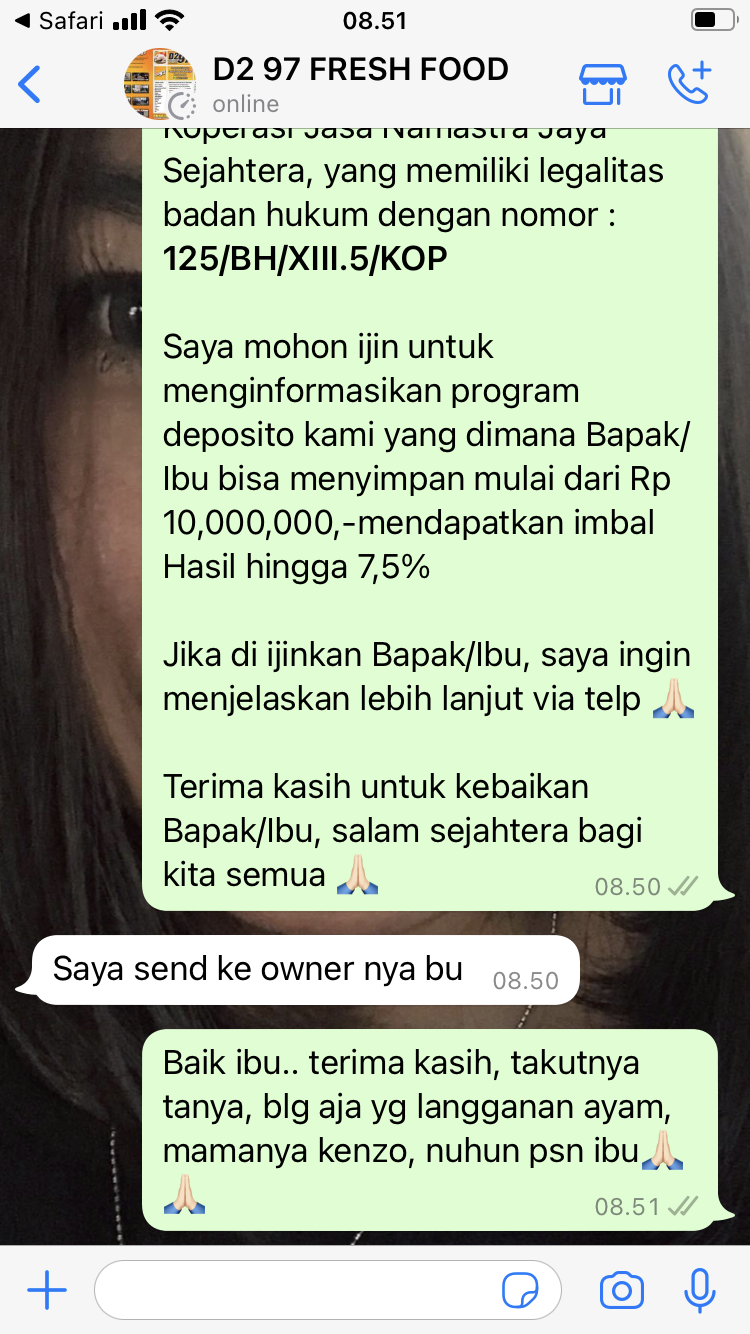 Safari
08.51
D2 97 FRESH FOOD
online
Koperasi Jasa Namastra Jaya
Sejahtera, yang memiliki legalitas
badan hukum dengan nomor :
125/BH/XIII.5/KOP
Saya mohon ijin untuk
menginformasikan program
deposito kami yang dimana Bapak/
Ibu bisa menyimpan mulai dari Rp
10,000,000,-mendapatkan imbal
Hasil hingga 7,5%
Jika di ijinkan Bapak/Ibu, saya ingin
menjelaskan lebih lanjut via telp 🙏🏻
Terima kasih untuk kebaikan
Bapak/Ibu, salam sejahtera bagi
kita semua 🙏🏻
08.50
Saya send ke owner nya bu
08.50
Baik ibu.. terima kasih, takutnya
tanya, blg aja yg langganan ayam,
mamanya kenzo, nuhun psn ibu🙏🏻
🙏🏻
08.51